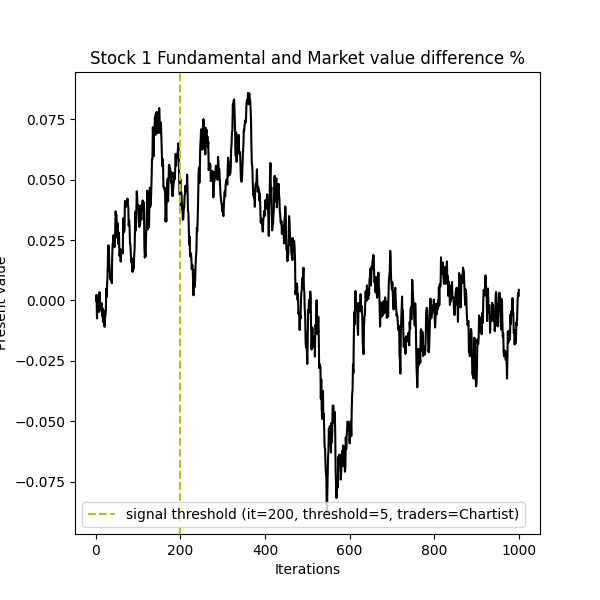 Stock 1 Fundamental and Market value difference %
Present value
0.075
0.050
0.025
0.000
−0.025
−0.050
−0.075
signal threshold (it=200, threshold=5, traders=Chartist)
0 200 400 600 800 1000
Iterations